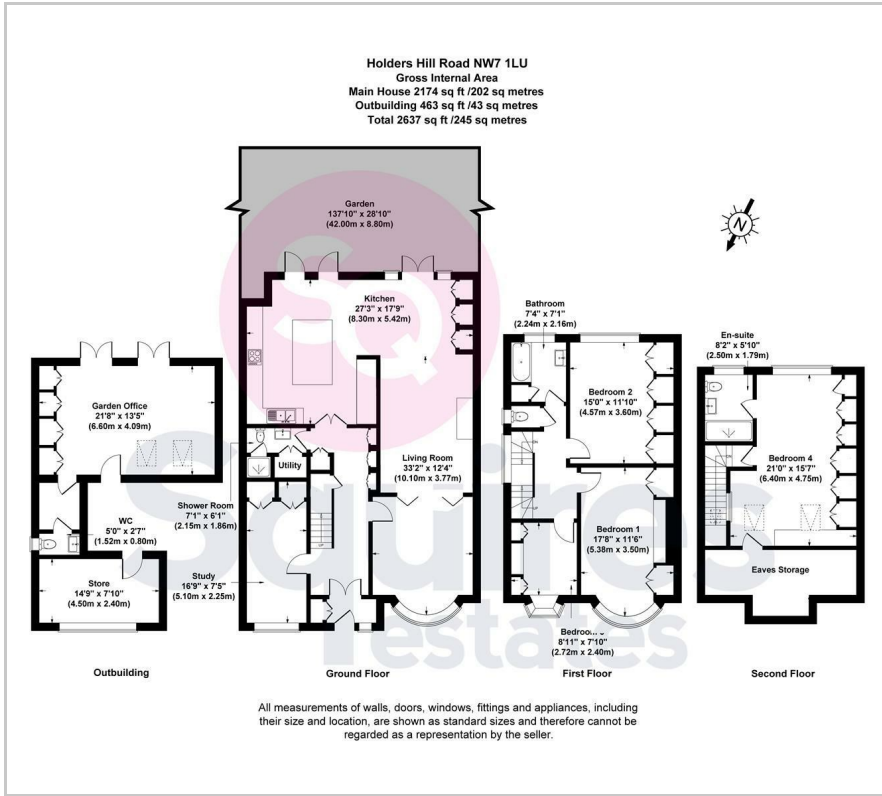 Holders Hill Road NW7 1LU
Gross Internal Area
Main House 2174 sq ft /202 sq metres
Outbuilding 463 sq ft /43 sq metres
Total 2637 sq ft /245 sq metres
Garden
137'10" x 28'10"
(42.00m x 8.80m)
N
SQ
Kitchen
27'3" x 17'9"
(8.30m x 5.42m)
Bathroom
7'4" x 7'1"
(2.24m x 2.16m)
En-suite
8'2" x 5'10"
(2.50m x 1.79m)
Garden Office
21'8" x 13'5"
(6.60m x 4.09m)
Bedroom 2
15'0" x 11'10"
(4.57m x 3.60m)
Bedroom 4
21'0" x 15'7"
(6.40m x 4.75m)
Living Room
33'2" x 12'4"
(10.10m x 3.77m)
Utility
Shower Room
7'1" x 6'1"
(2.15m x 1.86m)
WC
5'0" x 2'7"
(1.52m x 0.80m)
Bedroom 1
17'8" x 11'6"
(5.38m x 3.50m)
Study
16'9" x 7'5"
(5.10m x 2.25m)
Store
14'9" x 7'10"
(4.50m x 2.40m)
Eaves Storage
Squires
estates
8'11" x 7'10"
(2.72m x 2.40m)
Outbuilding
Ground Floor
First Floor
Second Floor
All measurements of walls, doors, windows, fittings and appliances, including
their size and location, are shown as standard sizes and therefore cannot be
regarded as a representation by the seller.